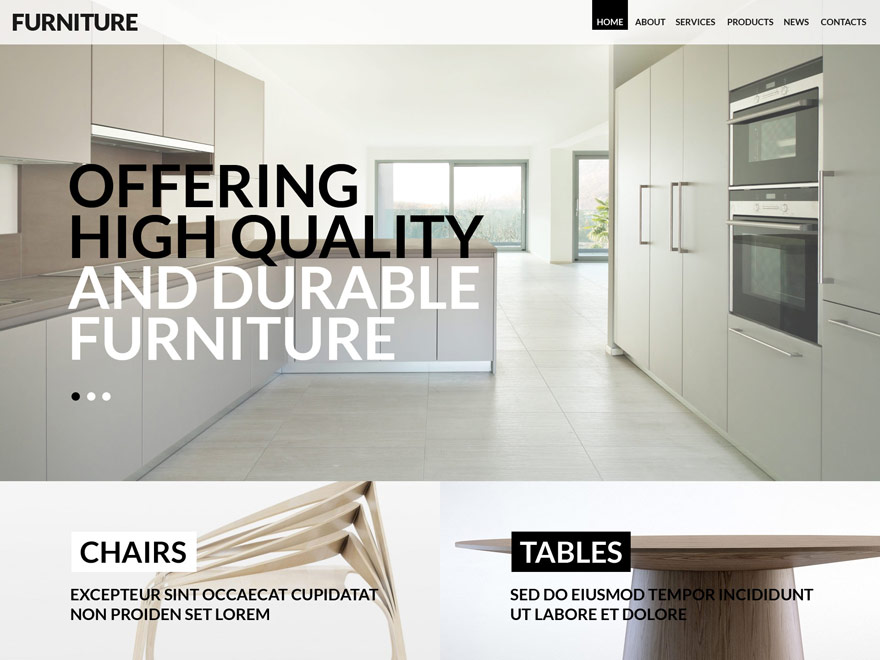 FURNITURE
HOME ABOUT SERVICES PRODUCTS NEWS CONTACTS
OFFERING
HIGH QUALITY
AND DURABLE
FURNITURE
CHAIRS
EXCEPTEUR SINT OCCAECAT CUPIDATAT
NON PROIDEN SET LOREM
TABLES
SED DO EIUSMOD TEMPOR INCIDIDUNT
UT LABORE ET DOLORE